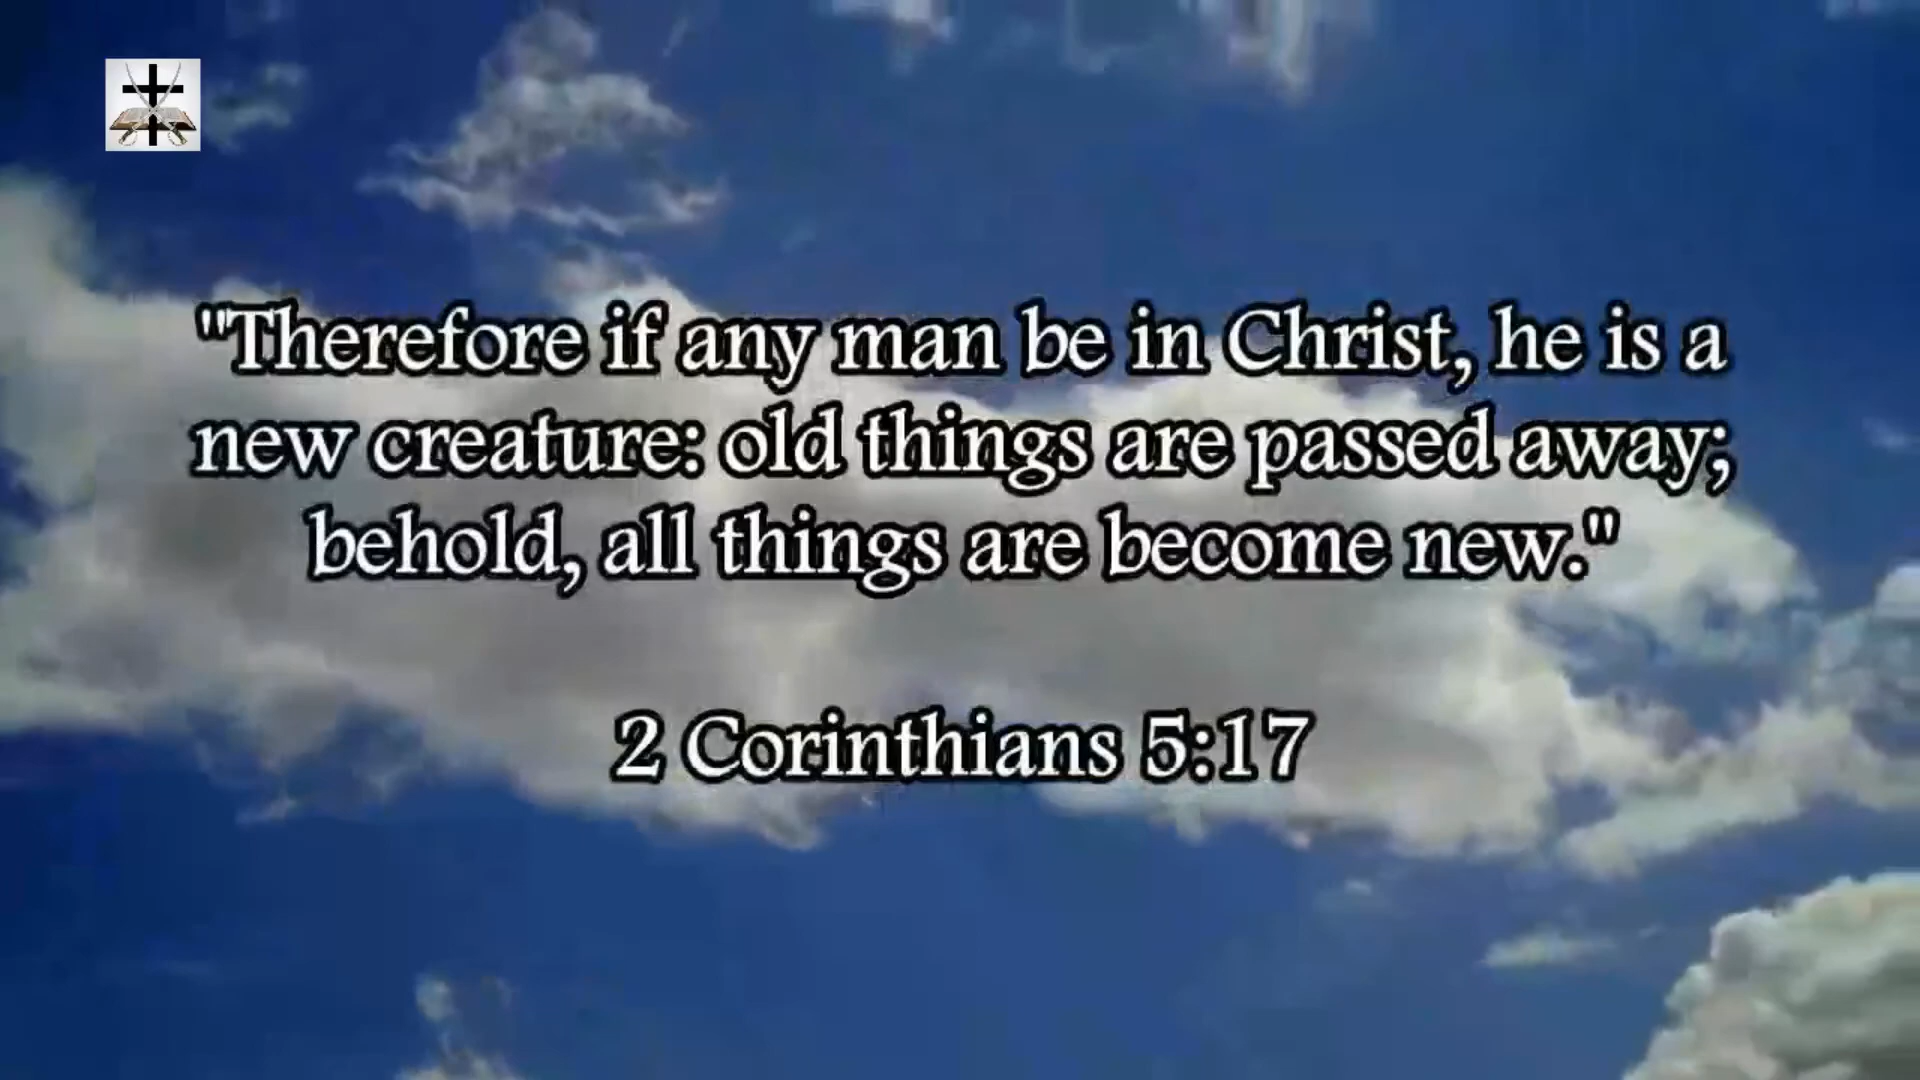 "Therefore if any man be in Christ, he is a
new creature: old things are passed away;
behold, all things are become new."
2 Corinthians 5:17